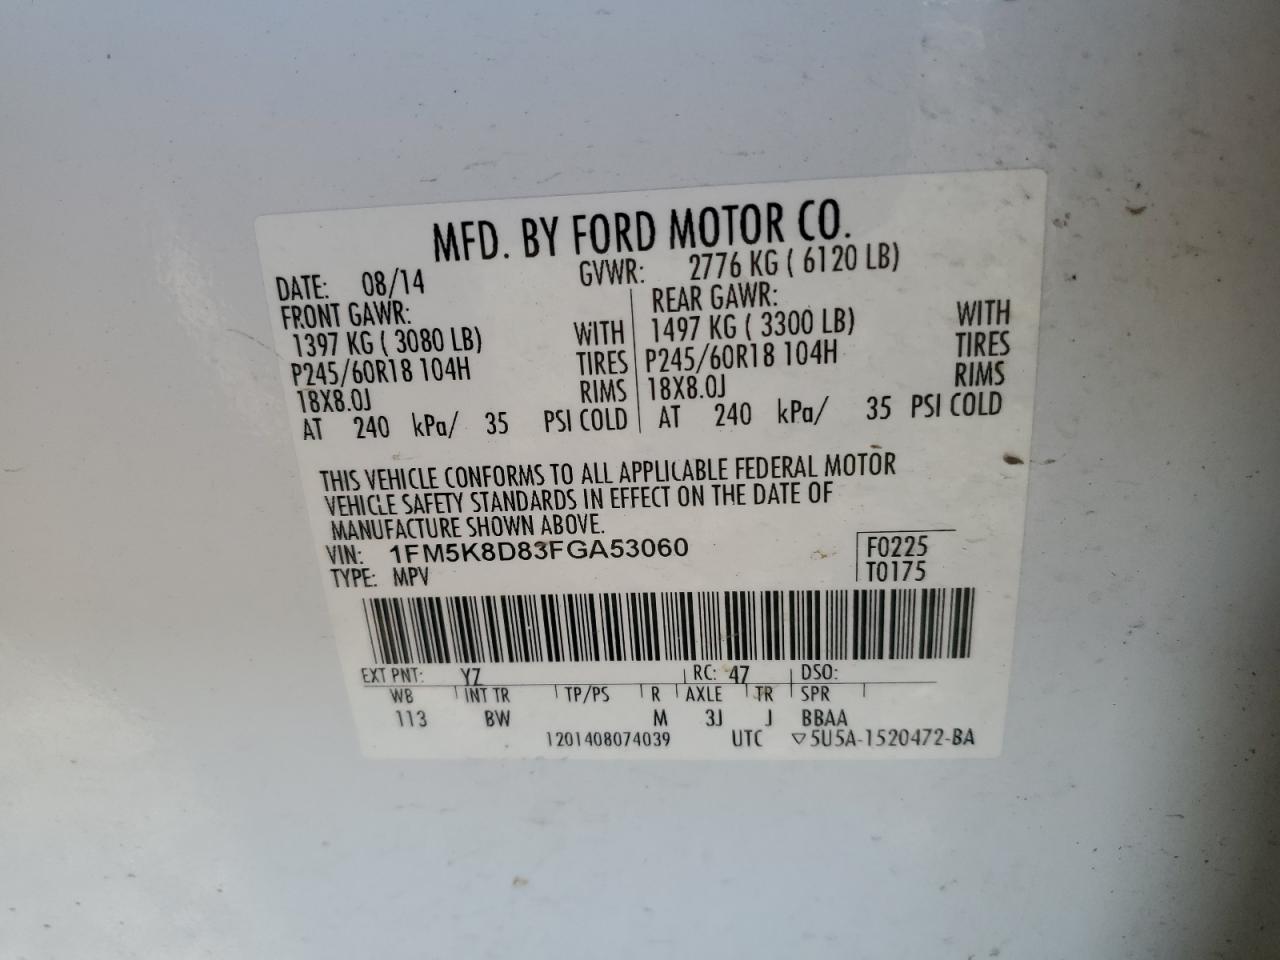 MFD. BY FORD MOTOR CO.
DATE: 08/14 GVWR: 2776 KG ( 6120 LB)
FRONT GAWR: REAR GAWR:
1397 KG ( 3080 LB) WITH 1497 KG ( 3300 LB) WITH
P245/60R18 104H TIRES P245/60R18 104H TIRES
18X8.0J RIMS 18X8.0J RIMS
AT 240 kPa/ 35 PSI COLD AT 240 kPa/ 35 PSI COLD
THIS VEHICLE CONFORMS TO ALL APPLICABLE FEDERAL MOTOR
VEHICLE SAFETY STANDARDS IN EFFECT ON THE DATE OF
MANUFACTURE SHOWN ABOVE.
VIN: 1FM5K8D83FGA53060 F0225
TYPE: MPV T0175
EXT PNT: YZ RC: 47 DSO:
WB INT TR TP/PS R AXLE TR SPR
113 BW M 3J J BBAA
1201408074039 UTC ▽5U5A-1520472-BA